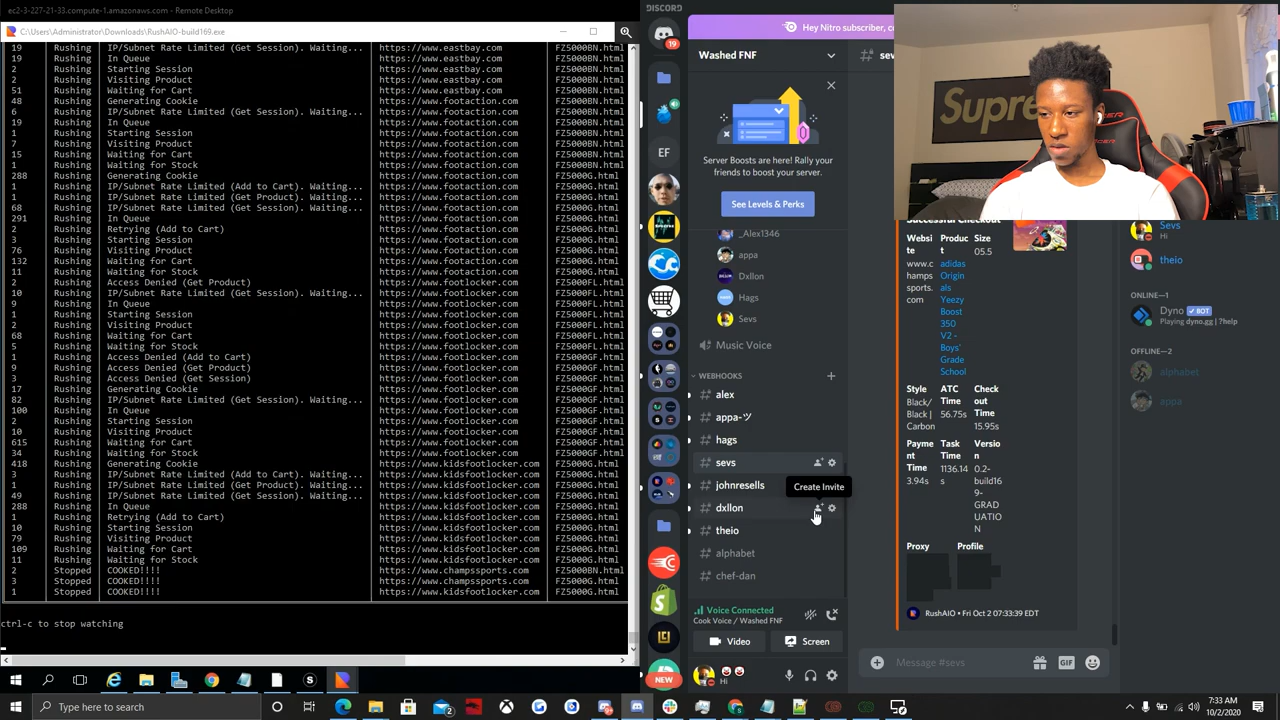 ec2-3-227-21-33.compute-1.amazonaws.com - Remote Desktop
C:\Users\Administrator\Downloads\RushAIO-build169.exe
19 Rushing IP/Subnet Rate Limited (Get Session). Waiting... https://www.eastbay.com FZ5000BN.html
19 Rushing In Queue https://www.eastbay.com FZ5000BN.html
2 Rushing Starting Session https://www.eastbay.com FZ5000BN.html
2 Rushing Visiting Product https://www.eastbay.com FZ5000BN.html
51 Rushing Waiting for Cart https://www.eastbay.com FZ5000BN.html
48 Rushing Generating Cookie https://www.footaction.com FZ5000BN.html
6 Rushing IP/Subnet Rate Limited (Get Session). Waiting... https://www.footaction.com FZ5000BN.html
19 Rushing In Queue https://www.footaction.com FZ5000BN.html
1 Rushing Starting Session https://www.footaction.com FZ5000BN.html
7 Rushing Visiting Product https://www.footaction.com FZ5000BN.html
15 Rushing Waiting for Cart https://www.footaction.com FZ5000BN.html
1 Rushing Waiting for Stock https://www.footaction.com FZ5000BN.html
288 Rushing Generating Cookie https://www.footaction.com FZ5000G.html
1 Rushing IP/Subnet Rate Limited (Add to Cart). Waiting... https://www.footaction.com FZ5000G.html
1 Rushing IP/Subnet Rate Limited (Get Product). Waiting... https://www.footaction.com FZ5000G.html
68 Rushing IP/Subnet Rate Limited (Get Session). Waiting... https://www.footaction.com FZ5000G.html
291 Rushing In Queue https://www.footaction.com FZ5000G.html
1 Rushing Retrying (Add to Cart) https://www.footaction.com FZ5000G.html
3 Rushing Starting Session https://www.footaction.com FZ5000G.html
76 Rushing Visiting Product https://www.footaction.com FZ5000G.html
132 Rushing Waiting for Cart https://www.footaction.com FZ5000G.html
11 Rushing Waiting for Stock https://www.footaction.com FZ5000G.html
2 Rushing Access Denied (Get Product) https://www.footlocker.com FZ5000FL.html
10 Rushing IP/Subnet Rate Limited (Get Session). Waiting... https://www.footlocker.com FZ5000FL.html
9 Rushing In Queue https://www.footlocker.com FZ5000FL.html
1 Rushing Starting Session https://www.footlocker.com FZ5000FL.html
2 Rushing Visiting Product https://www.footlocker.com FZ5000FL.html
68 Rushing Waiting for Cart https://www.footlocker.com FZ5000FL.html
5 Rushing Waiting for Stock https://www.footlocker.com FZ5000FL.html
1 Rushing Access Denied (Add to Cart) https://www.footlocker.com FZ5000GF.html
9 Rushing Access Denied (Get Product) https://www.footlocker.com FZ5000GF.html
3 Rushing Access Denied (Get Session) https://www.footlocker.com FZ5000GF.html
17 Rushing Generating Cookie https://www.footlocker.com FZ5000GF.html
82 Rushing IP/Subnet Rate Limited (Get Session). Waiting... https://www.footlocker.com FZ5000GF.html
100 Rushing In Queue https://www.footlocker.com FZ5000GF.html
2 Rushing Starting Session https://www.footlocker.com FZ5000GF.html
10 Rushing Visiting Product https://www.footlocker.com FZ5000GF.html
615 Rushing Waiting for Cart https://www.footlocker.com FZ5000GF.html
34 Rushing Waiting for Stock https://www.footlocker.com FZ5000GF.html
418 Rushing Generating Cookie https://www.kidsfootlocker.com FZ5000G.html
1 Rushing IP/Subnet Rate Limited (Add to Cart). Waiting... https://www.kidsfootlocker.com FZ5000G.html
1 Rushing IP/Subnet Rate Limited (Get Product). Waiting... https://www.kidsfootlocker.com FZ5000G.html
49 Rushing IP/Subnet Rate Limited (Get Session). Waiting... https://www.kidsfootlocker.com FZ5000G.html
288 Rushing In Queue https://www.kidsfootlocker.com FZ5000G.html
1 Rushing Retrying (Add to Cart) https://www.kidsfootlocker.com FZ5000G.html
10 Rushing Starting Session https://www.kidsfootlocker.com FZ5000G.html
79 Rushing Visiting Product https://www.kidsfootlocker.com FZ5000G.html
109 Rushing Waiting for Cart https://www.kidsfootlocker.com FZ5000G.html
11 Rushing Waiting for Stock https://www.kidsfootlocker.com FZ5000G.html
2 Stopped COOKED!!!! https://www.footaction.com FZ5000BN.html
3 Stopped COOKED!!!! https://www.champssports.com FZ5000G.html
1 Stopped COOKED!!!! https://www.kidsfootlocker.com FZ5000G.html
ctrl-c to stop watching
DISCORD
19
EF
NEW
Washed FNF
Server Boosts are here! Rally your
friends to boost your server.
See Levels & Perks
_Alex1346
appa
Dxllon
Hags
Sevs
Music Voice
WEBHOOKS
alex
appa-ツ
hags
sevs
johnresells
Create Invite
dxllon
theio
alphabet
chef-dan
Voice Connected
Cook Voice / Washed FNF
Video
Screen
Hi
Hey Nitro subscriber, c
sev
Supre
Successful Checkout
Websi
te
www.c
hamps
sports.
com
Produc
t
adidas
Origin
als
Yeezy
Boost
350
V2 -
Boys'
Grade
School
Size
05.5
Style
Black/
Black |
Carbon
ATC
Time
56.75s
Check
out
Time
15.95s
Payme
nt
Time
3.94s
Task
Time
1136.14
s
Versio
n
0.2-
build16
9-
GRAD
UATIO
N
Proxy
Profile
RushAIO • Fri Oct 2 07:33:39 EDT
Message #sevs
GIF
Sevs
Hi
theio
ONLINE—1
Dyno BOT
Playing dyno.gg | ?help
OFFLINE—2
alphabet
appa
Type here to search
7:33 AM
10/2/2020